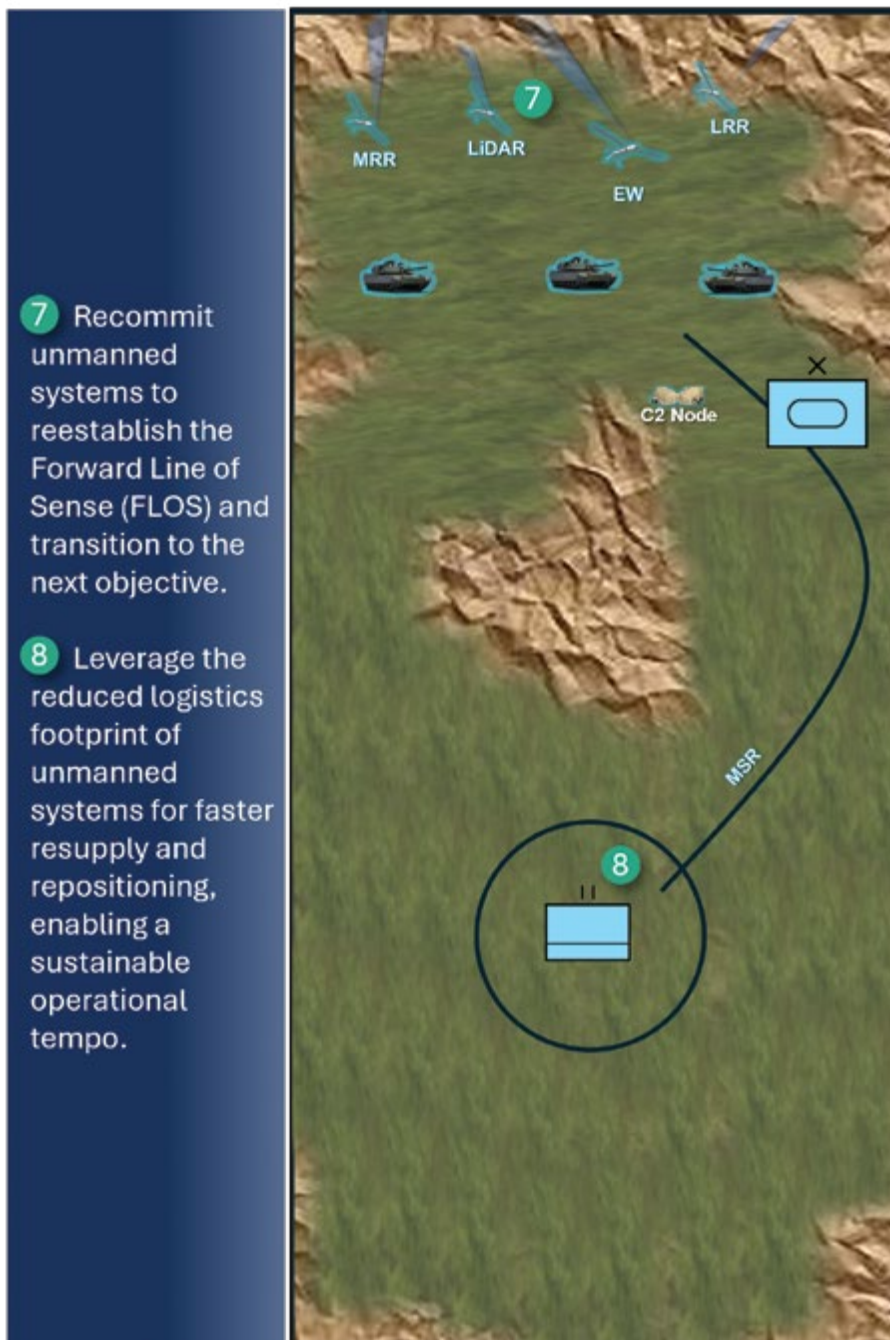 7 Recommit
unmanned
systems to
reestablish the
Forward Line of
Sense (FLOS) and
transition to the
next objective.
8 Leverage the
reduced logistics
footprint of
unmanned
systems for faster
resupply and
repositioning,
enabling a
sustainable
operational
tempo.
7
MRR
LiDAR
LRR
EW
C2 Node
MSR
8